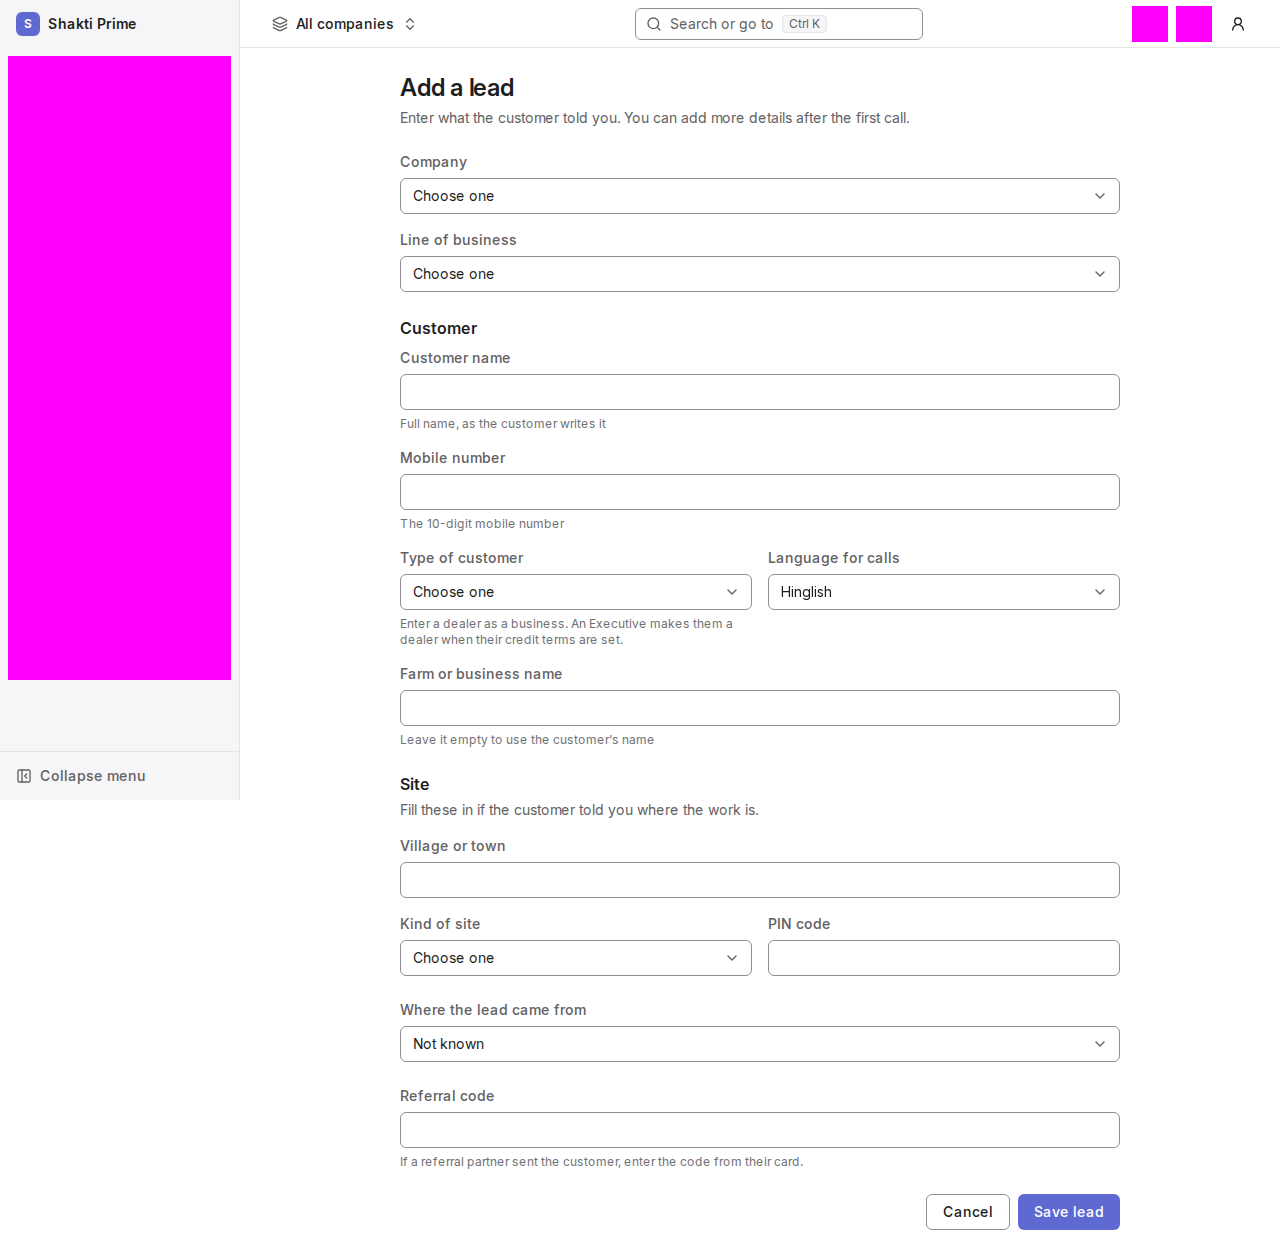 S Shakti Prime
All companies
Search or go to Ctrl K
Add a lead
Enter what the customer told you. You can add more details after the first call.
Company
Choose one
Line of business
Choose one
Customer
Customer name
Full name, as the customer writes it
Mobile number
The 10-digit mobile number
Type of customer
Choose one
Enter a dealer as a business. An Executive makes them a
dealer when their credit terms are set.
Language for calls
Hinglish
Farm or business name
Leave it empty to use the customer's name
Site
Fill these in if the customer told you where the work is.
Village or town
Kind of site
Choose one
PIN code
Where the lead came from
Not known
Referral code
If a referral partner sent the customer, enter the code from their card.
Cancel
Save lead
Collapse menu